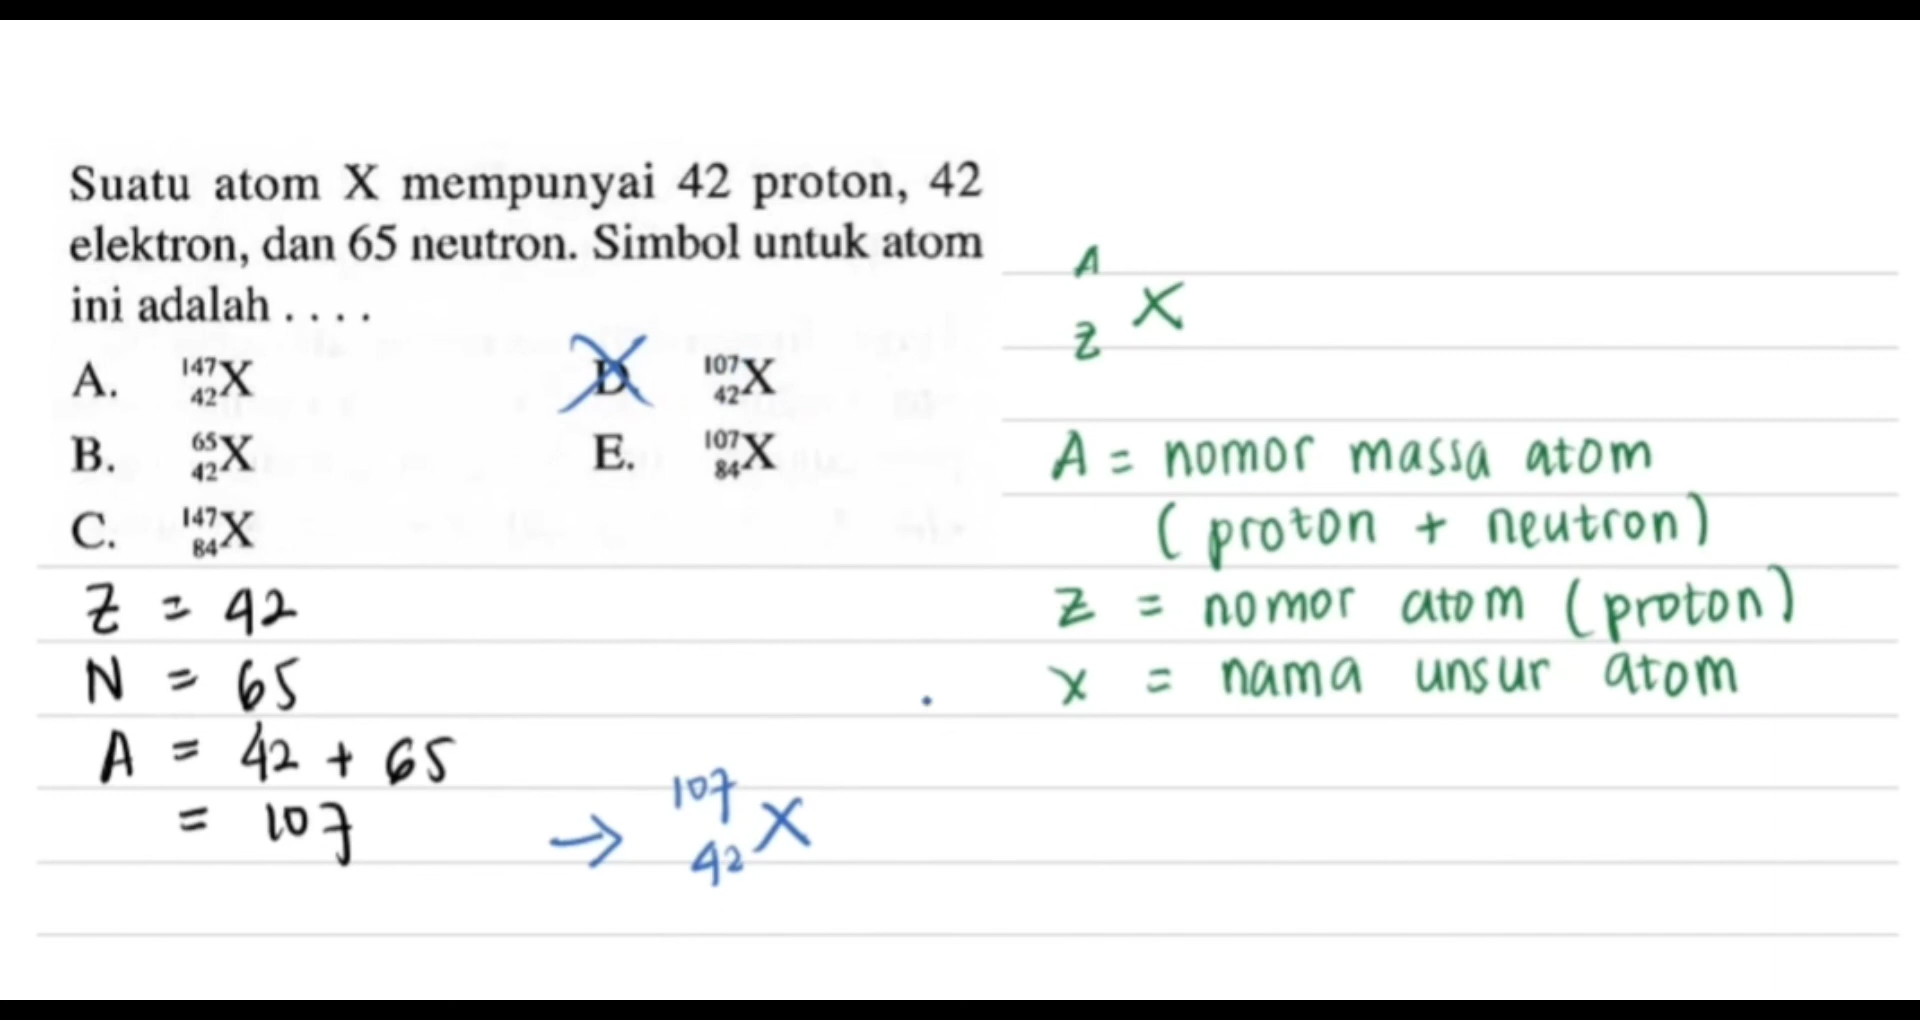 Suatu atom X mempunyai 42 proton, 42
elektron, dan 65 neutron. Simbol untuk atom
ini adalah . . . .
A. ¹⁴⁷₄₂X
B. ⁶⁵₄₂X
C. ¹⁴⁷₈₄X
D. ¹⁰⁷₄₂X
E. ¹⁰⁷₈₄X
Z = 42
N = 65
A = 42 + 65
= 107
→ ¹⁰⁷₄₂X
A
Z X
A = nomor massa atom
(proton + neutron)
Z = nomor atom (proton)
X = nama unsur atom